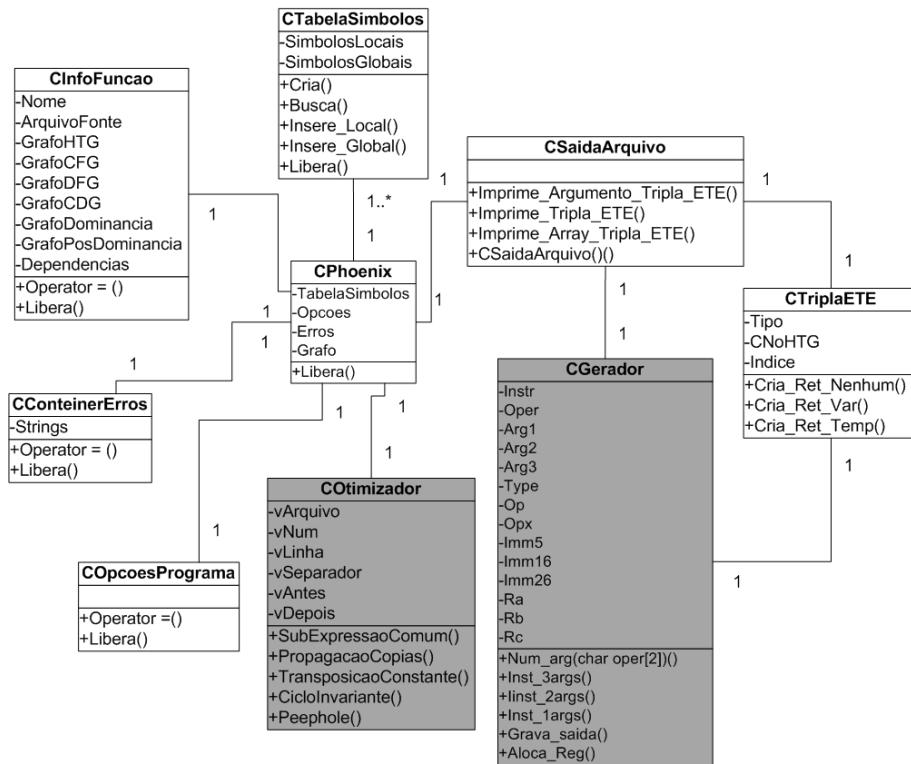 CTabelaSimbolos
-SimbolosLocais
-SimbolosGlobais
+Cria()
+Busca()
+Insere_Local()
+Insere_Global()
+Libera()
CInfoFuncao
-Nome
-ArquivoFonte
-GrafoHTG
-GrafoCFG
-GrafoDFG
-GrafoCDG
-GrafoDominancia
-GrafoPosDominancia
-Dependencias
+Operator = ()
+Libera()
1
1..*
1
CSaidaArquivo
+Imprime_Argumento_Tripla_ETE()
+Imprime_Tripla_ETE()
+Imprime_Array_Tripla_ETE()
+CSaidaArquivo()()
1
1
1
1
CPhoenix
-TabelaSimbolos
-Opcoes
-Erros
-Grafo
+Libera()
1
1
1
1
1
1
1
1
1
CTriplaETE
-Tipo
-CNoHTG
-Indice
+Cria_Ret_Nenhum()
+Cria_Ret_Var()
+Cria_Ret_Temp()
1
1
CConteinerErros
-Strings
+Operator = ()
+Libera()
COpcoesPrograma
+Operator =()
+Libera()
COtimizador
-vArquivo
-vNum
-vLinha
-vSeparador
-vAntes
-vDepois
+SubExpressaoComum()
+PropagacaoCopias()
+TransposicaoConstante()
+CicloInvariante()
+Peephole()
CGerador
-Instr
-Oper
-Arg1
-Arg2
-Arg3
-Type
-Op
-Opx
-Imm5
-Imm16
-Imm26
-Ra
-Rb
-Rc
+Num_arg(char oper[2])()
+Inst_3args()
+Iinst_2args()
+Inst_1args()
+Grava_saida()
+Aloca_Reg()